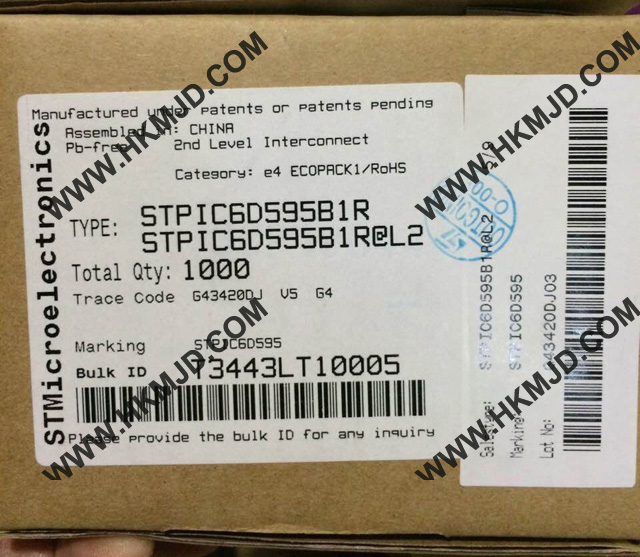 Manufactured under patents or patents pending
Assembled in: CHINA
Pb-free 2nd Level Interconnect
Category: e4 ECOPACK1/RoHS
TYPE: STPIC6D595B1R
STPIC6D595B1R@L2
Total Qty: 1000
Trace Code G43420DJ V5 G4
Marking STPIC6D595
Bulk ID T3443LT10005
Please provide the bulk ID for any inquiry
STMicroelectronics
Salestype: STPIC6D595B1R@L2
Marking: STPIC6D595
Lot No: G43420DJ03
WWW.HKMJD.COM
WWW.HKMJD.COM
WWW.HKMJD.COM
WWW.HKMJD.COM
WWW.HKMJD.COM
WWW.HKMJD.COM